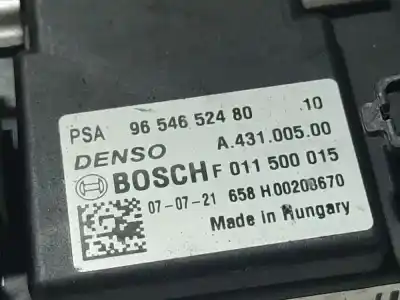 PSA 96 546 524 80 10
DENSO A.431.005.00
BOSCH F 011 500 015
07-07-21 658 H00203670
Made in Hungary